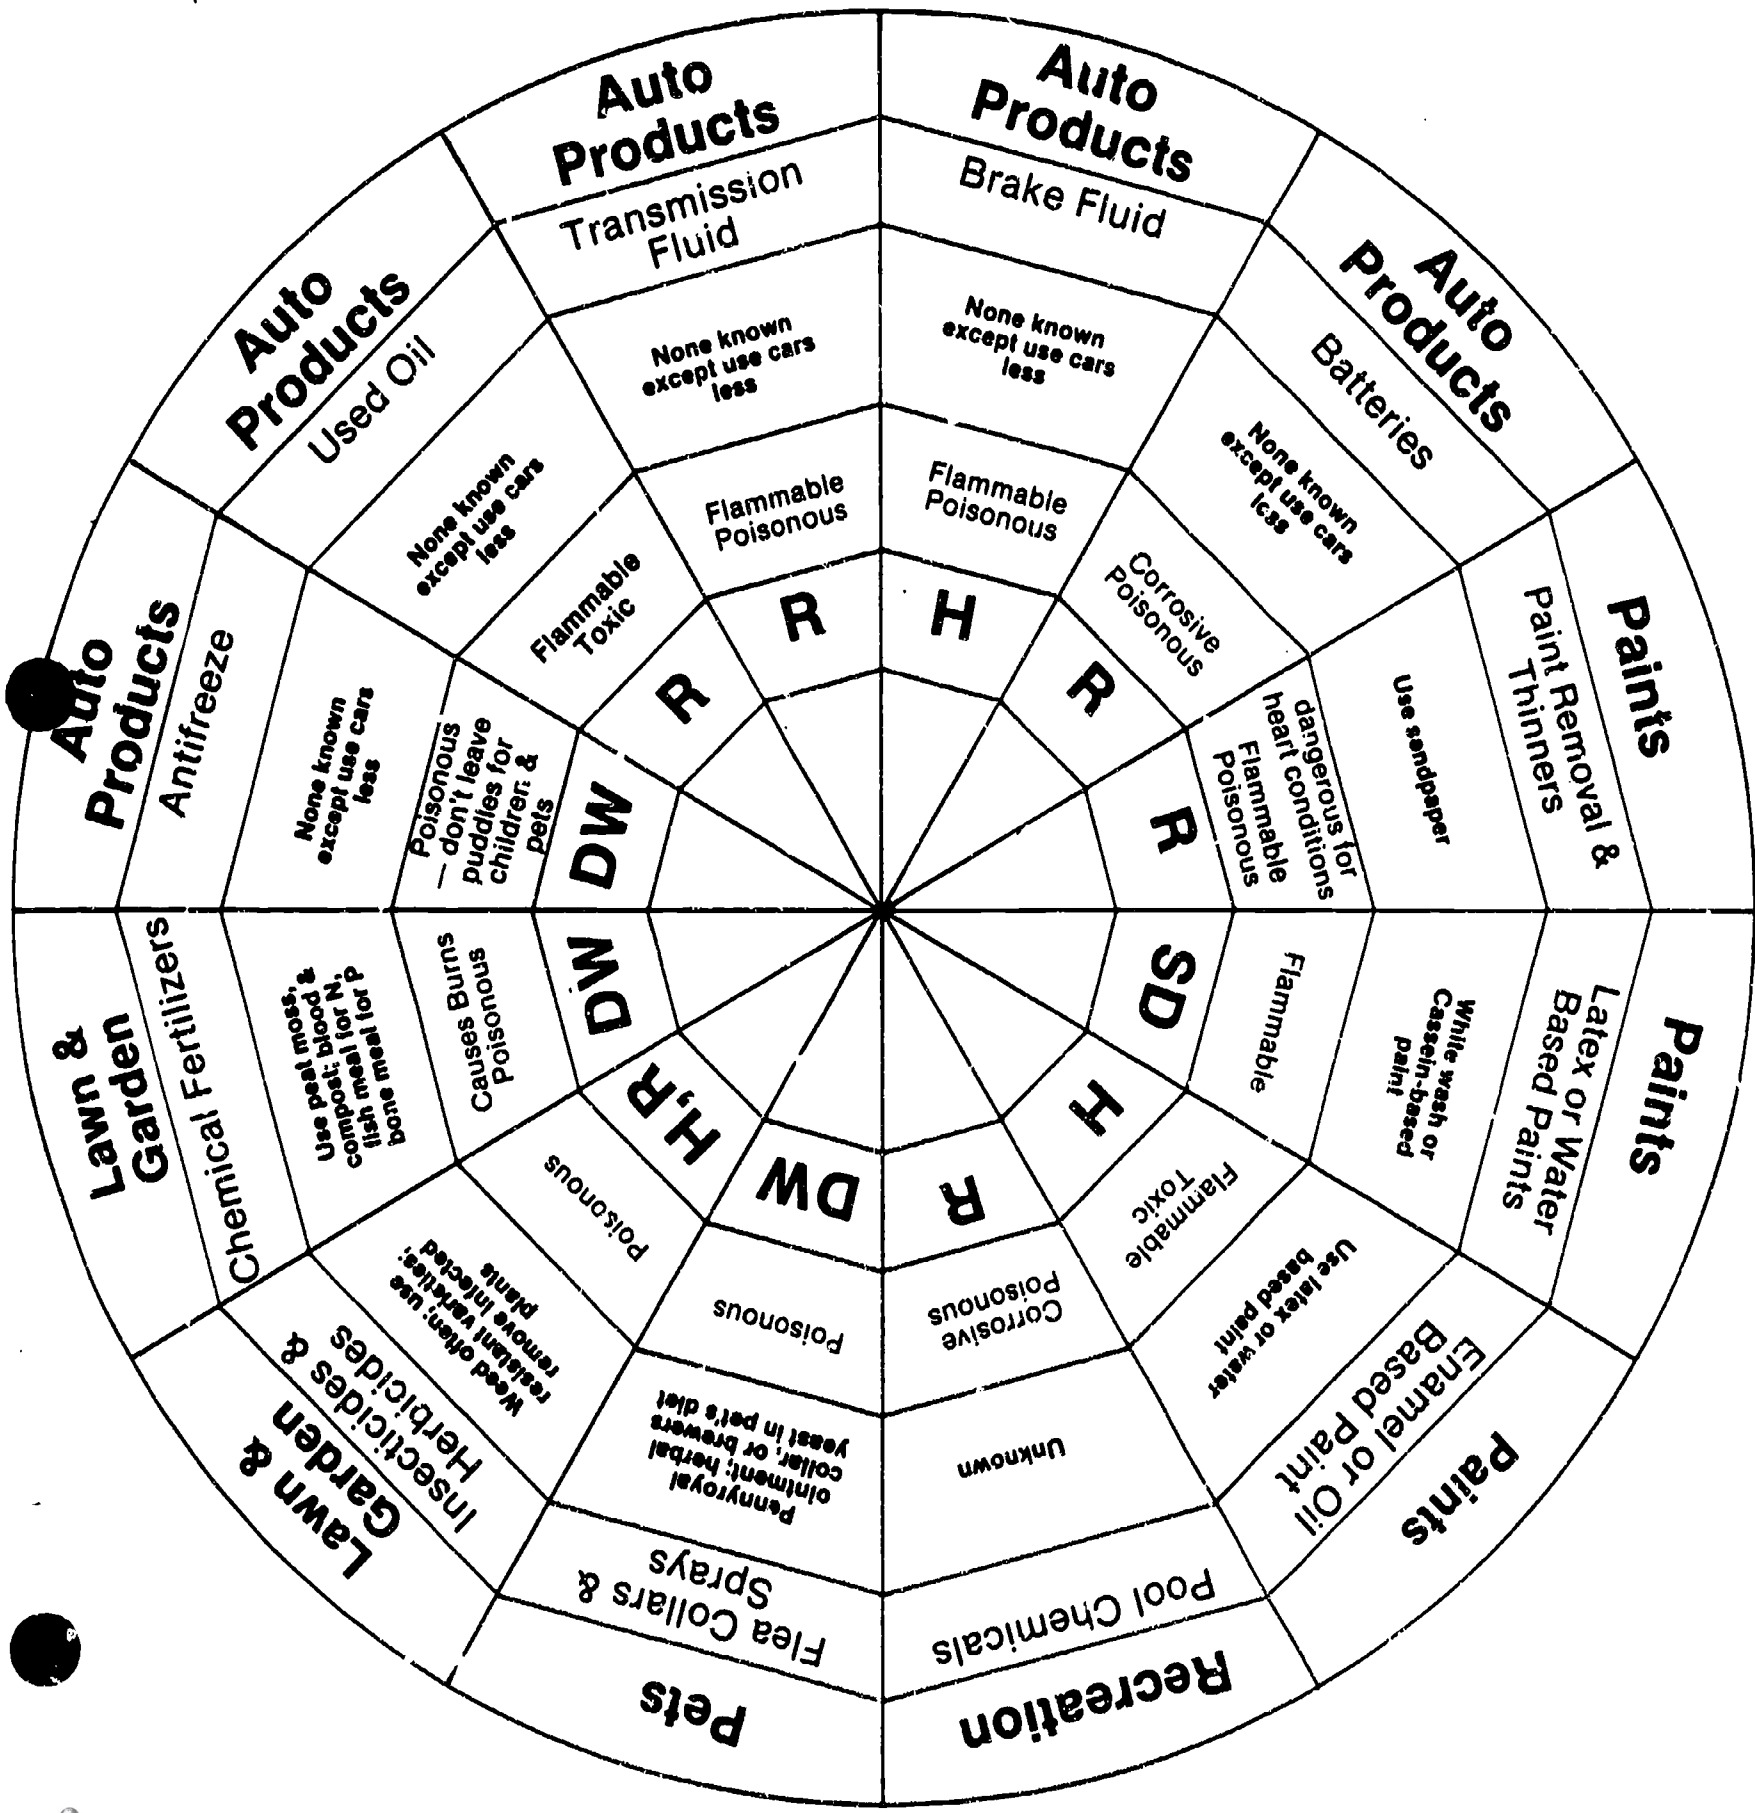 Auto
Products
Brake Fluid
None known
except use cars
less
Flammable
Poisonous
H
Auto
Products
Batteries
None known
except use cars
less
Corrosive
Poisonous
R
Paints
Paint Removal &
Thinners
Use sandpaper
dangerous for
heart conditions
Flammable
Poisonous
R
Paints
Latex or Water
Based Paints
White wash or
Casein-based
paint
Flammable
SD
Paints
Enamel or Oil
Based Paint
Use latex or water
based paint
Flammable
Toxic
H
Recreation
Pool Chemicals
Unknown
Corrosive
Poisonous
R
Pets
Flea Collars &
Sprays
Pennyroyal
ointment; herbal
collar, or brewers
yeast in pet's diet
Poisonous
DW
Lawn &
Garden
Insecticides &
Herbicides &
Weed often; use
resistant varieties;
remove infected
plants
Poisonous
H,R
Lawn &
Garden
Chemical Fertilizers
Use peat moss,
compost; blood &
fish meal for N,
bone meal for P
Causes Burns
Poisonous
DW
Auto
Products
Antifreeze
None known
except use cars
less
Poisonous
— don't leave
puddles for
children &
pets
DW
Auto
Products
Used Oil
None known
except use cars
less
Flammable
Toxic
R
Auto
Products
Transmission
Fluid
None known
except use cars
less
Flammable
Poisonous
R